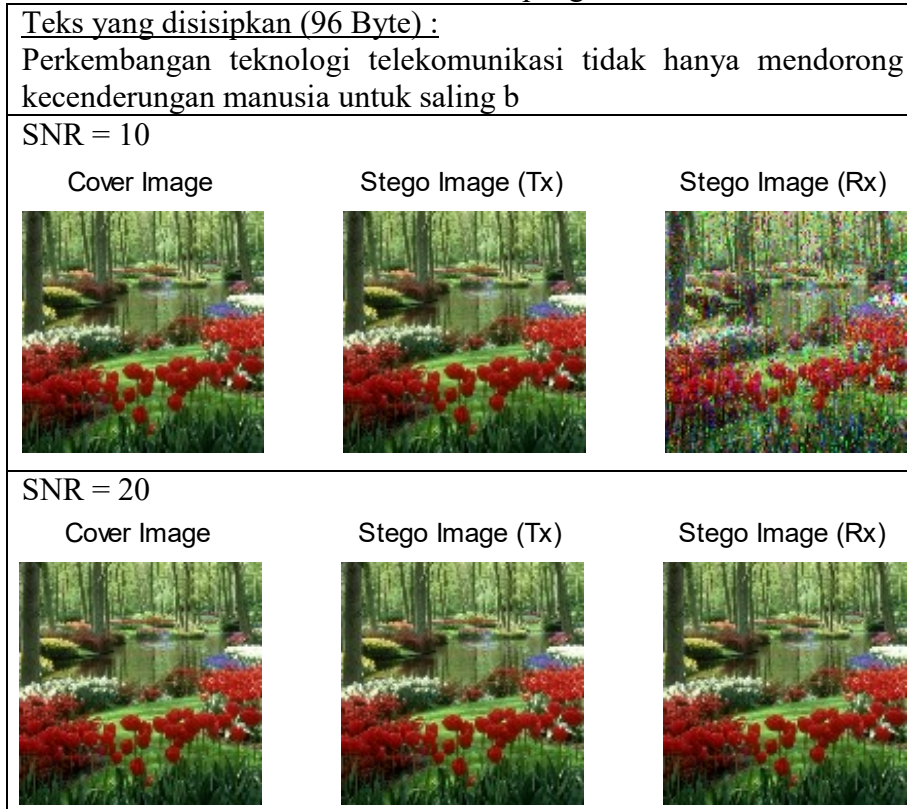 Teks yang disisipkan (96 Byte) :
Perkembangan teknologi telekomunikasi tidak hanya mendorong
kecenderungan manusia untuk saling b
SNR = 10
Cover Image Stego Image (Tx) Stego Image (Rx)
SNR = 20
Cover Image Stego Image (Tx) Stego Image (Rx)